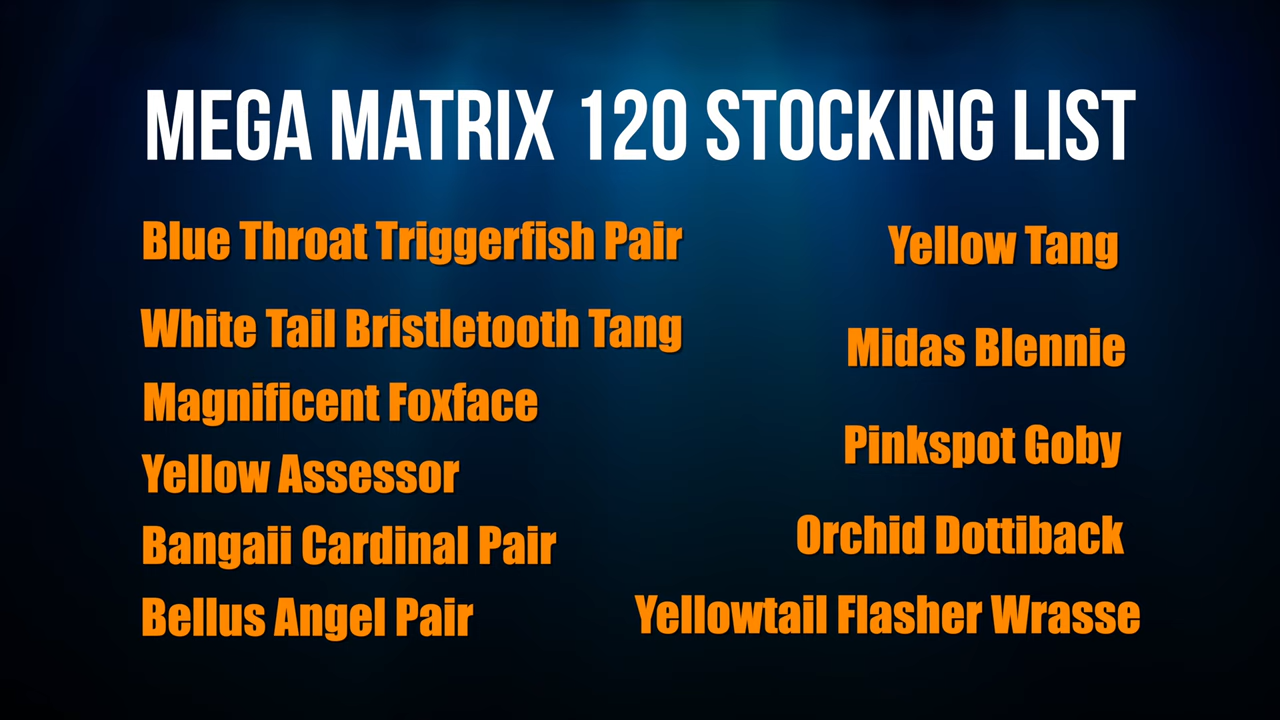 MEGA MATRIX 120 STOCKING LIST
Blue Throat Triggerfish Pair
White Tail Bristletooth Tang
Magnificent Foxface
Yellow Assessor
Bangaii Cardinal Pair
Bellus Angel Pair
Yellow Tang
Midas Blennie
Pinkspot Goby
Orchid Dottiback
Yellowtail Flasher Wrasse